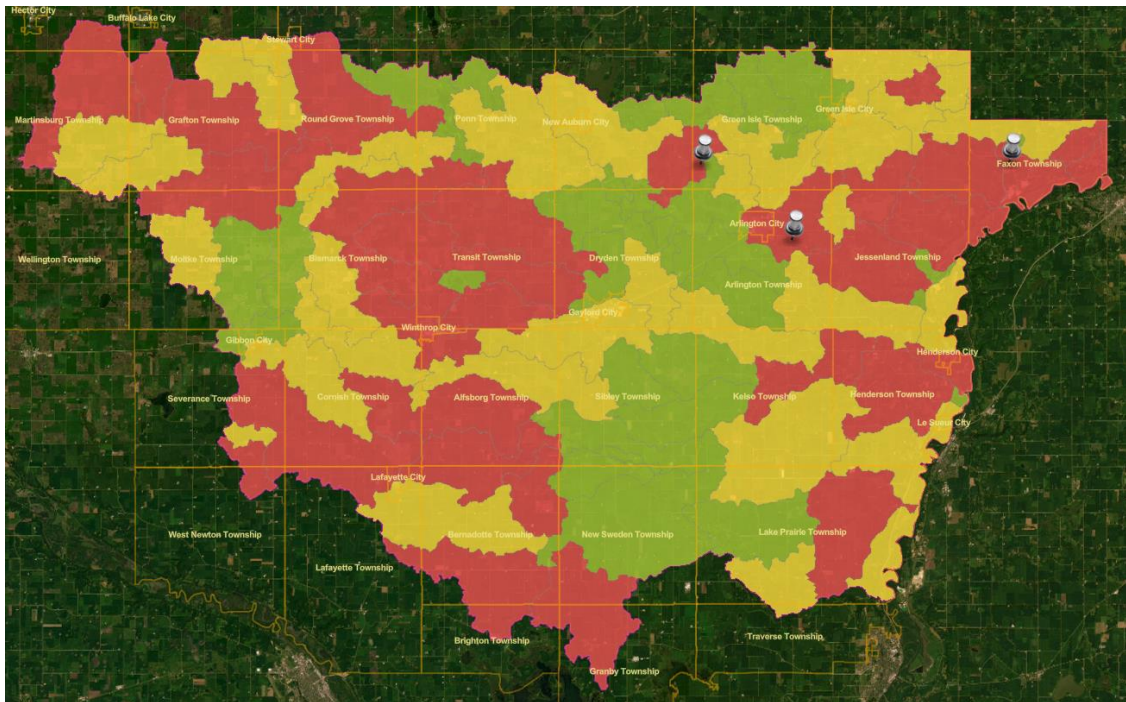 Hector City
Buffalo Lake City
Stewart City
Green Isle City
Martinsburg Township
Grafton Township
Round Grove Township
Penn Township
New Auburn City
Green Isle Township
Faxon Township
Arlington City
Wellington Township
Moltke Township
Bismarck Township
Transit Township
Dryden Township
Jessenland Township
Arlington Township
Gaylord City
Winthrop City
Gibbon City
Henderson City
Severance Township
Cornish Township
Alfsborg Township
Sibley Township
Kelso Township
Henderson Township
Le Sueur City
Lafayette City
West Newton Township
Bernadotte Township
New Sweden Township
Lake Prairie Township
Lafayette Township
Brighton Township
Traverse Township
Granby Township